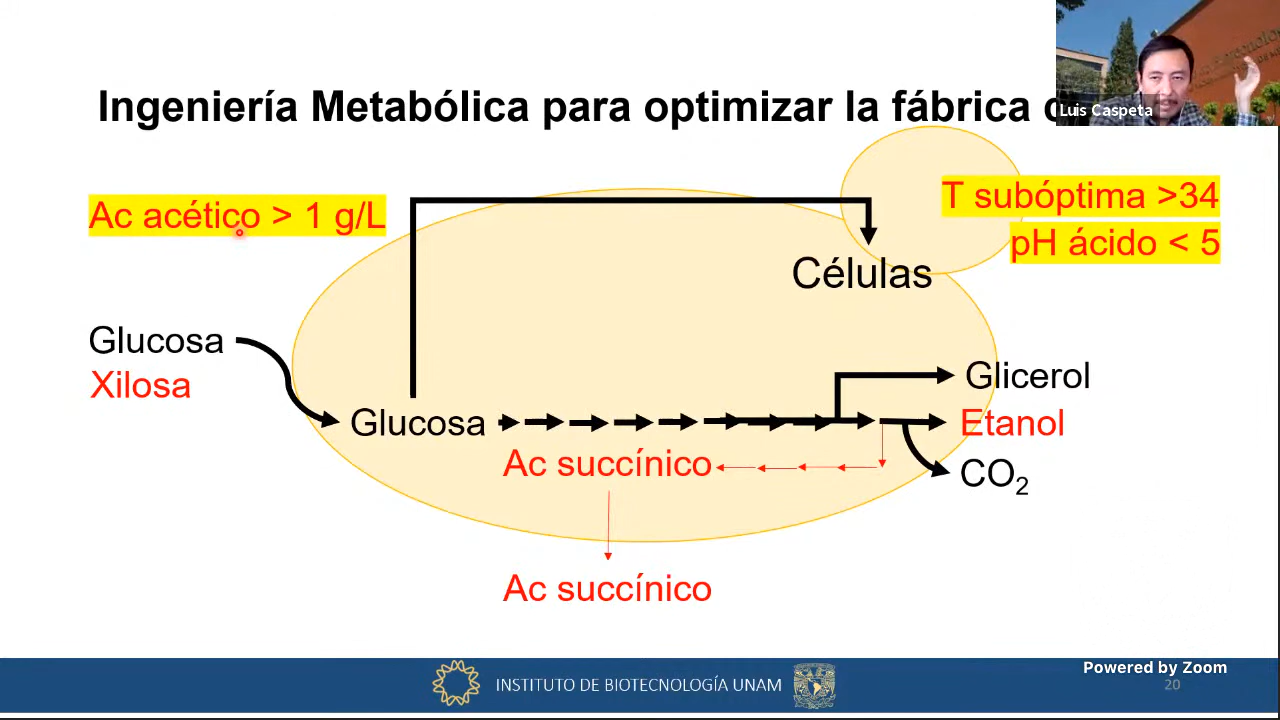 Ingeniería Metabólica para optimizar la fábrica
Luis Caspeta
Ac acético > 1 g/L
T subóptima >34
pH ácido < 5
Células
Glucosa
Xilosa
Glucosa
Glicerol
Etanol
CO₂
Ac succínico
Ac succínico
INSTITUTO DE BIOTECNOLOGÍA UNAM
Powered by Zoom
20